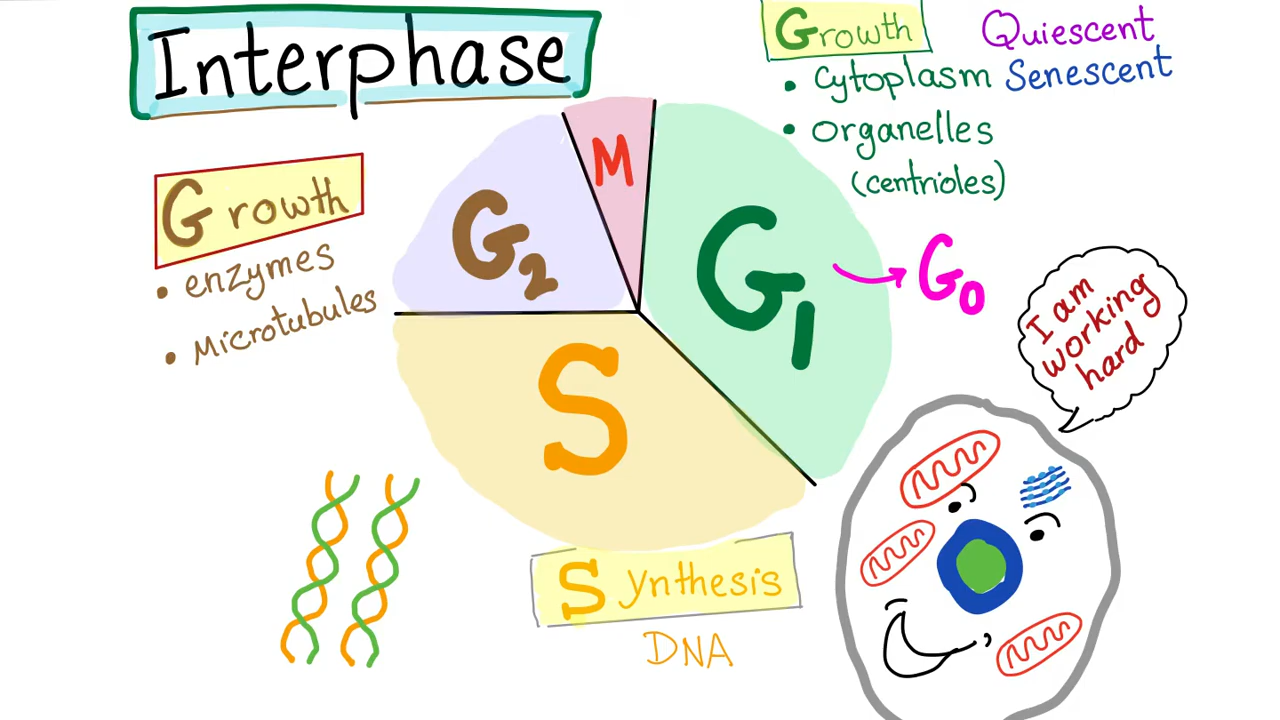 Interphase
Growth
• Cytoplasm
• Organelles
(centrioles)
Quiescent
Senescent
Growth
• enzymes
• Microtubules
M
G2
G1
G0
S
I am
working
hard
Synthesis
DNA